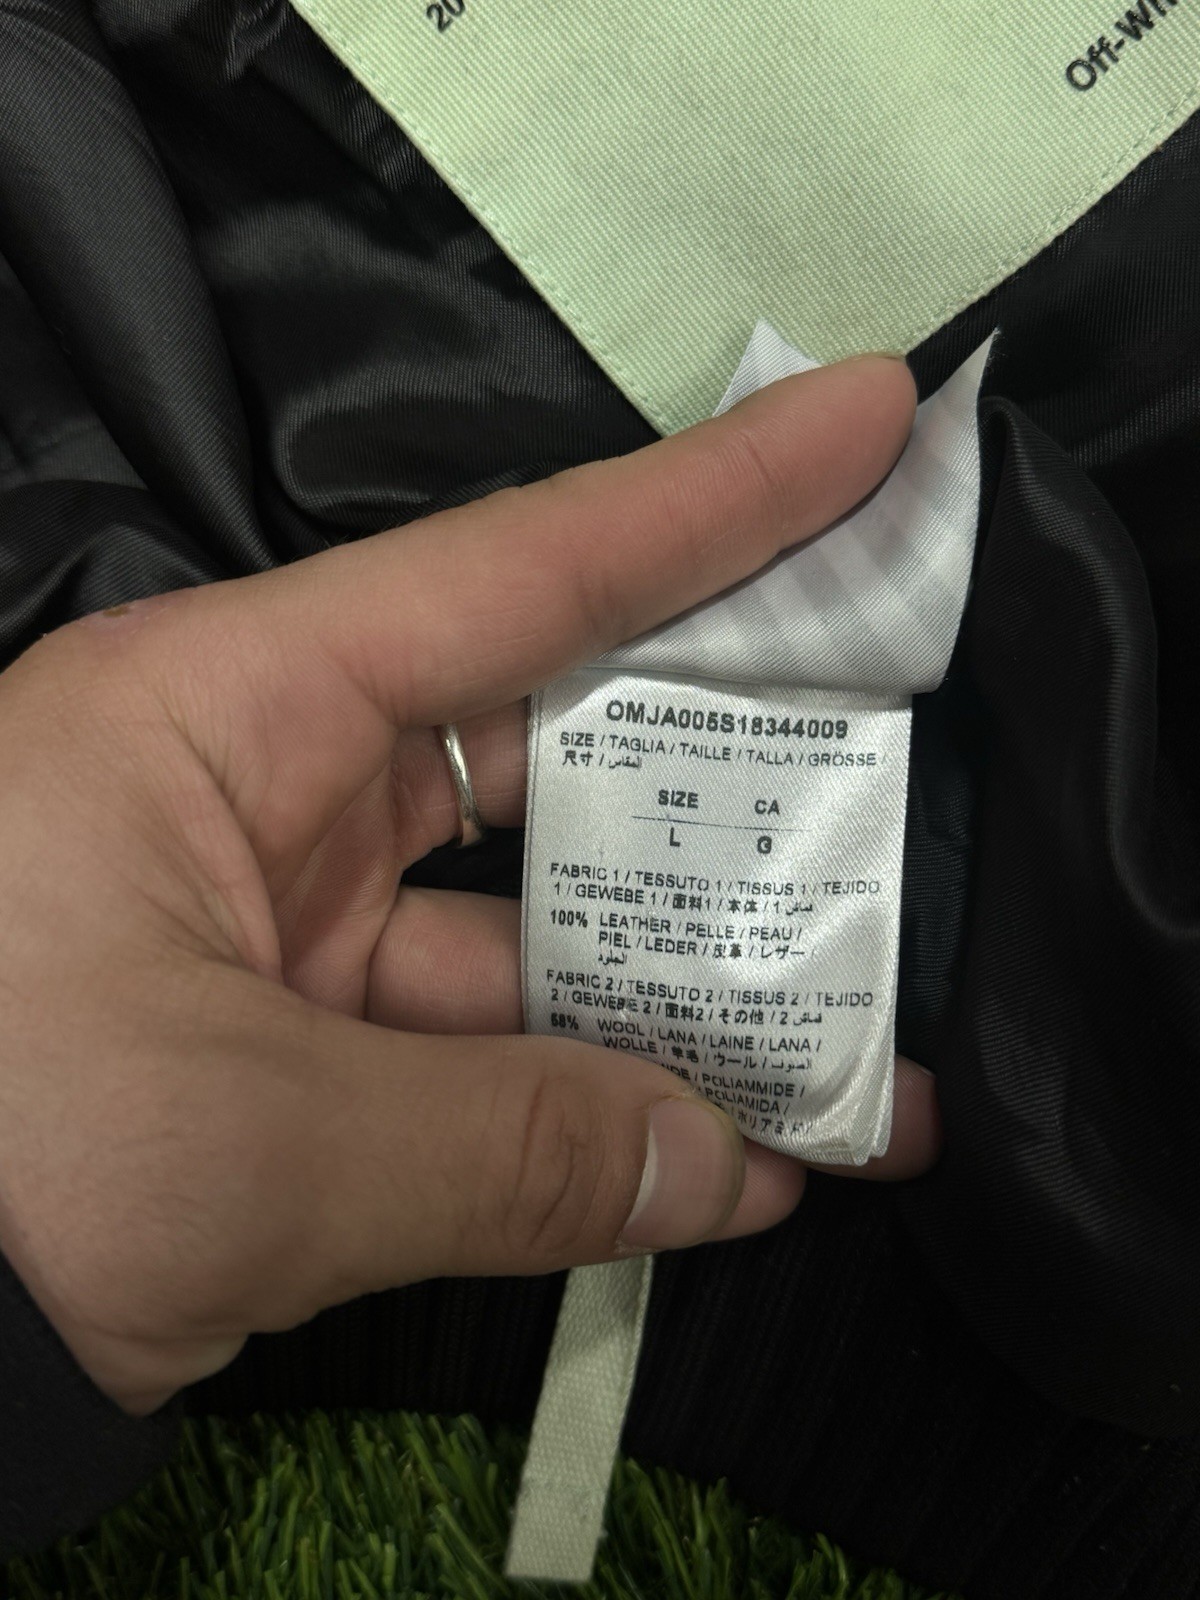 20
Off-Wh
OMJA005S18344009
SIZE / TAGLIA / TAILLE / TALLA / GRÖSSE /
尺寸 / المقاس
SIZE CA
L G
FABRIC 1 / TESSUTO 1 / TISSUS 1 / TEJIDO
1 / GEWEBE 1 / 面料1 / 本体 / 1 قماش
100% LEATHER / PELLE / PEAU /
PIEL / LEDER / 皮革 / レザー /
الجلود
FABRIC 2 / TESSUTO 2 / TISSUS 2 / TEJIDO
2 / GEWEBE 2 / 面料2 / その他 / 2 قماش
68% WOOL / LANA / LAINE / LANA /
WOLLE / 羊毛 / ウール / الصوف
/ POLIAMMIDE /
/ POLIAMIDA /